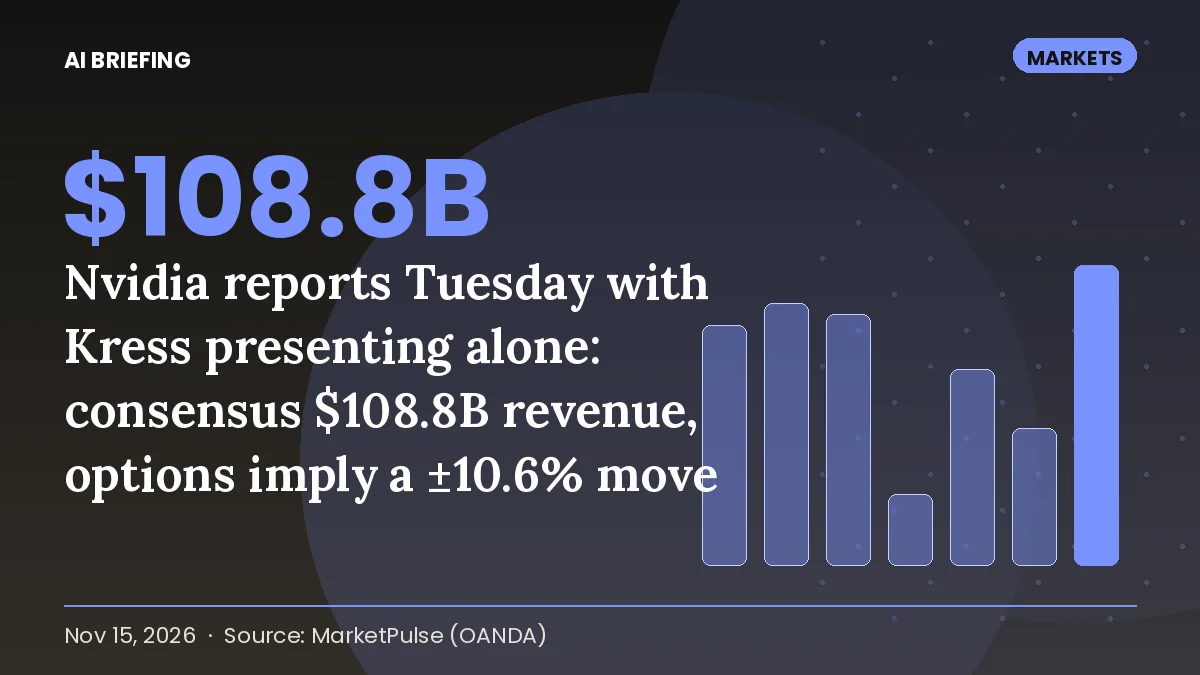 AI BRIEFING
MARKETS
$108.8B
Nvidia reports Tuesday with
Kress presenting alone:
consensus $108.8B revenue,
options imply a ±10.6% move
Nov 15, 2026 · Source: MarketPulse (OANDA)